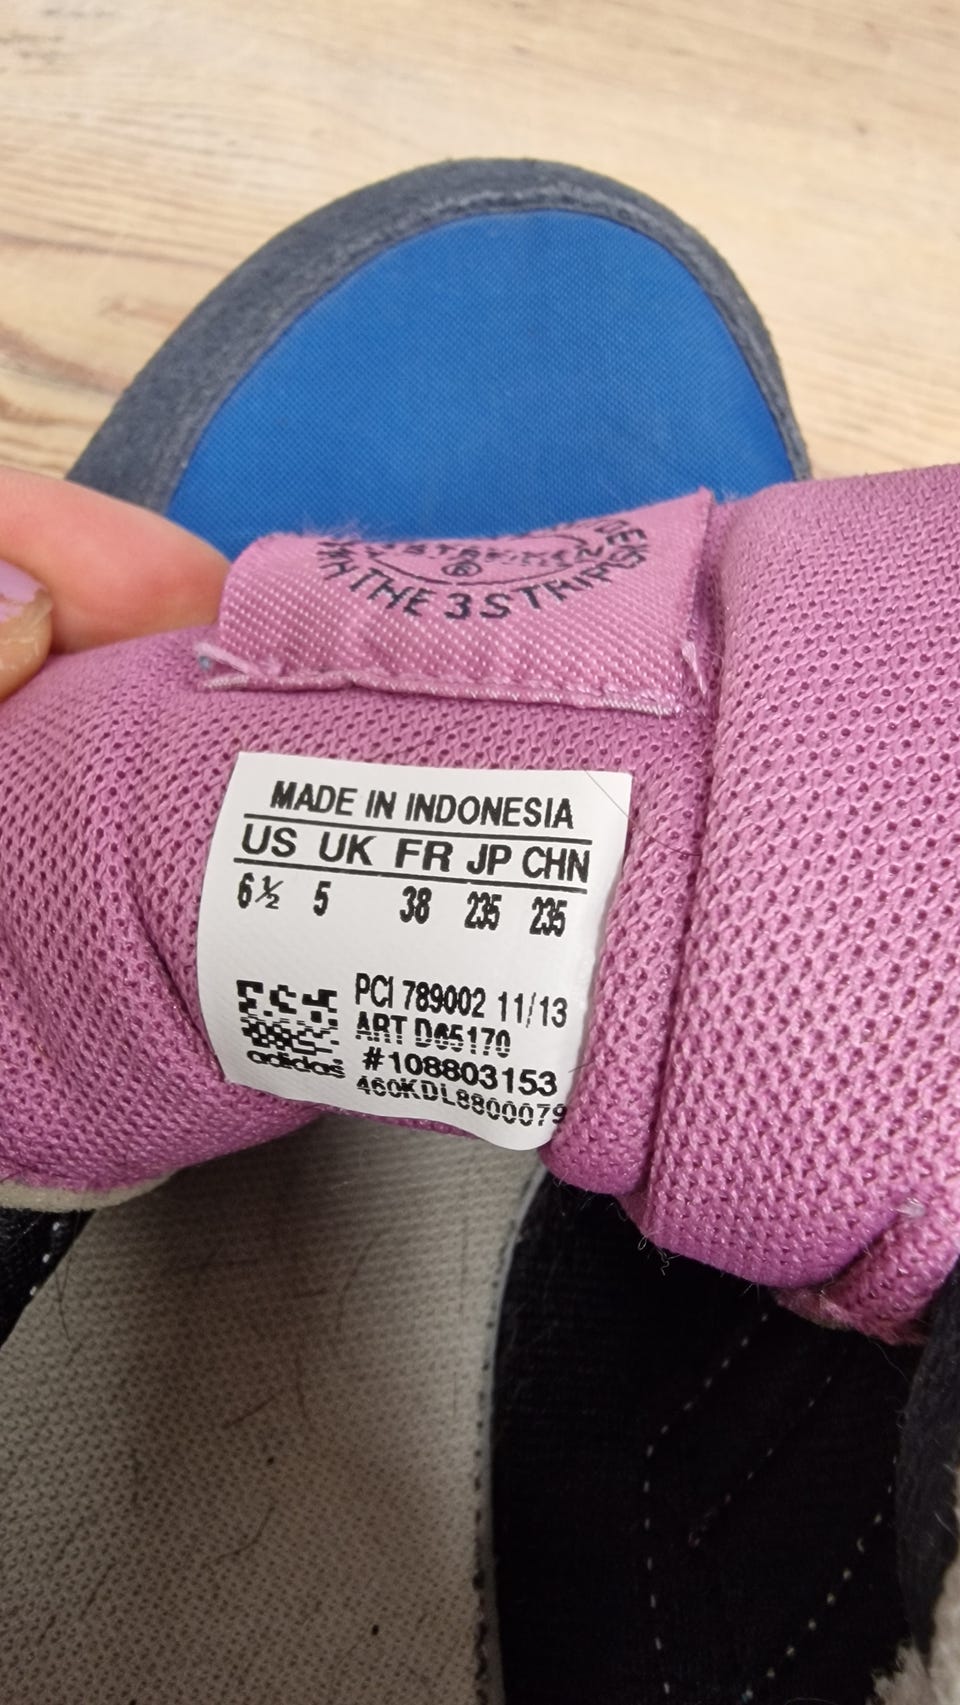 THE 3 STRIPES
MADE IN INDONESIA
US UK FR JP CHN
6½ 5 38 235 235
PCI 789002 11/13
ART D65170
adidas #108803153
460KDL8800079